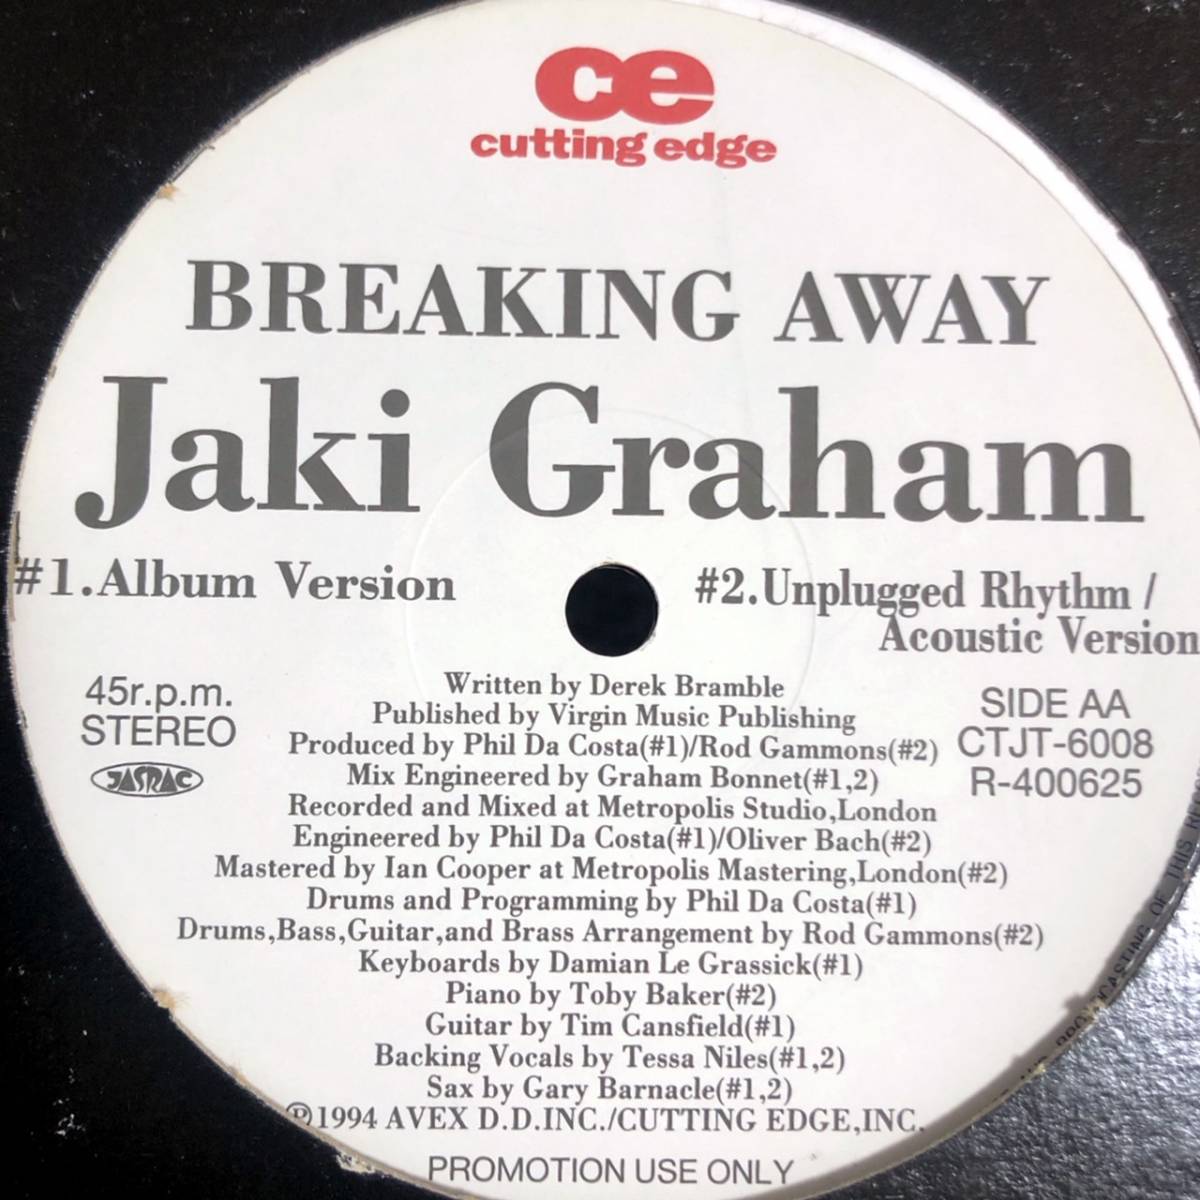 ce
cutting edge
BREAKING AWAY
Jaki Graham
#1.Album Version
#2.Unplugged Rhythm /
Acoustic Version
45r.p.m.
STEREO
JASRAC
SIDE AA
CTJT-6008
R-400625
Written by Derek Bramble
Published by Virgin Music Publishing
Produced by Phil Da Costa(#1)/Rod Gammons(#2)
Mix Engineered by Graham Bonnet(#1,2)
Recorded and Mixed at Metropolis Studio,London
Engineered by Phil Da Costa(#1)/Oliver Bach(#2)
Mastered by Ian Cooper at Metropolis Mastering,London(#2)
Drums and Programming by Phil Da Costa(#1)
Drums,Bass,Guitar,and Brass Arrangement by Rod Gammons(#2)
Keyboards by Damian Le Grassick(#1)
Piano by Toby Baker(#2)
Guitar by Tim Cansfield(#1)
Backing Vocals by Tessa Niles(#1,2)
Sax by Gary Barnacle(#1,2)
Ⓟ1994 AVEX D.D.INC./CUTTING EDGE,INC.
PROMOTION USE ONLY
OF THIS